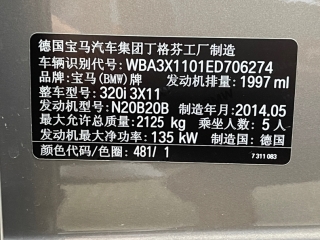 德国宝马汽车集团丁格芬工厂制造
车辆识别代号: WBA3X1101ED706274
品牌:宝马(BMW)牌 发动机排量: 1997 ml
整车型号: 320i 3X11
发动机型号: N20B20B 制造年月: 2014.05
最大允许总质量: 2125 kg 乘坐人数: 5 人
发动机最大净功率: 135 kW 制造国: 德国
颜色代码/色圈: 481/ 1
7 311 083